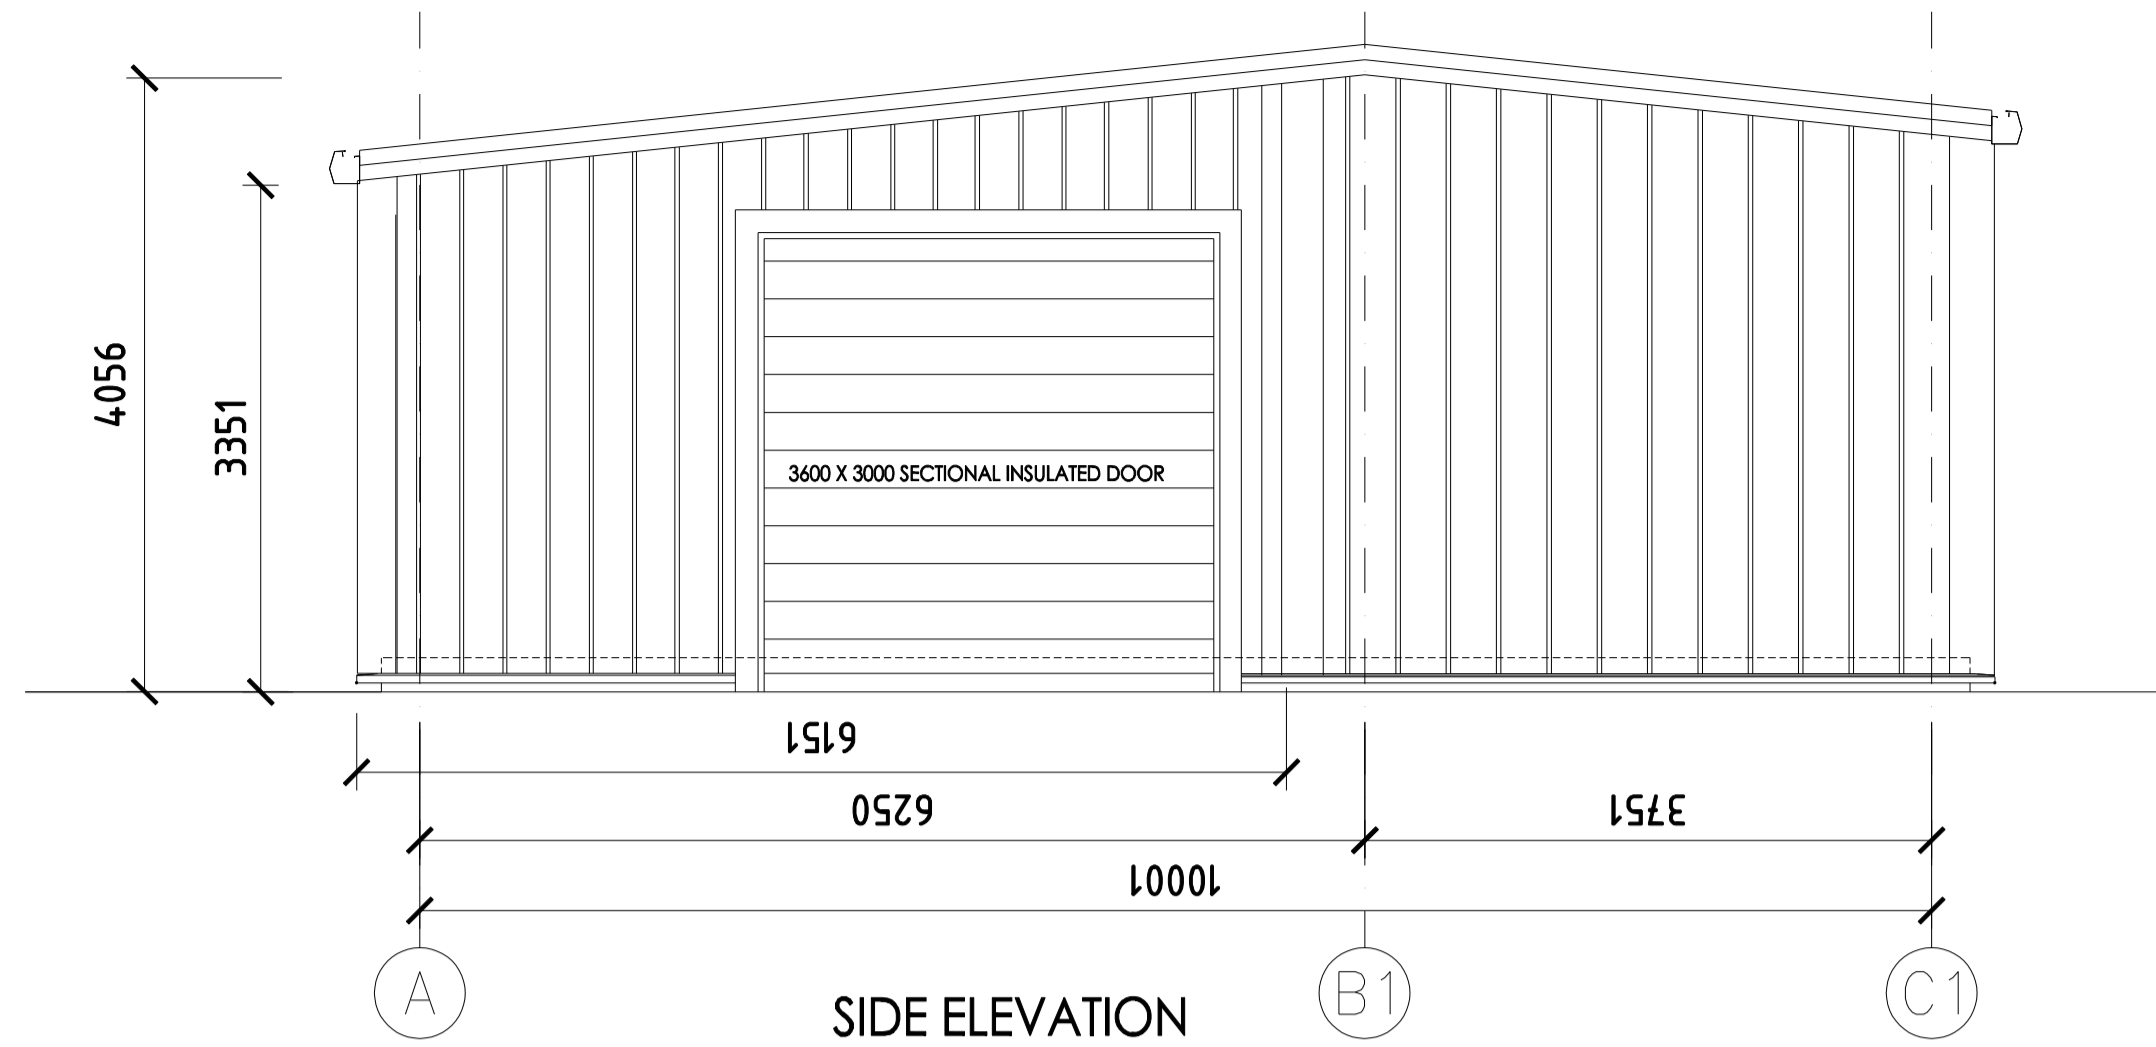 4056
3351
3600 X 3000 SECTIONAL INSULATED DOOR
6151
6250
3751
10001
A
B1
C1
SIDE ELEVATION